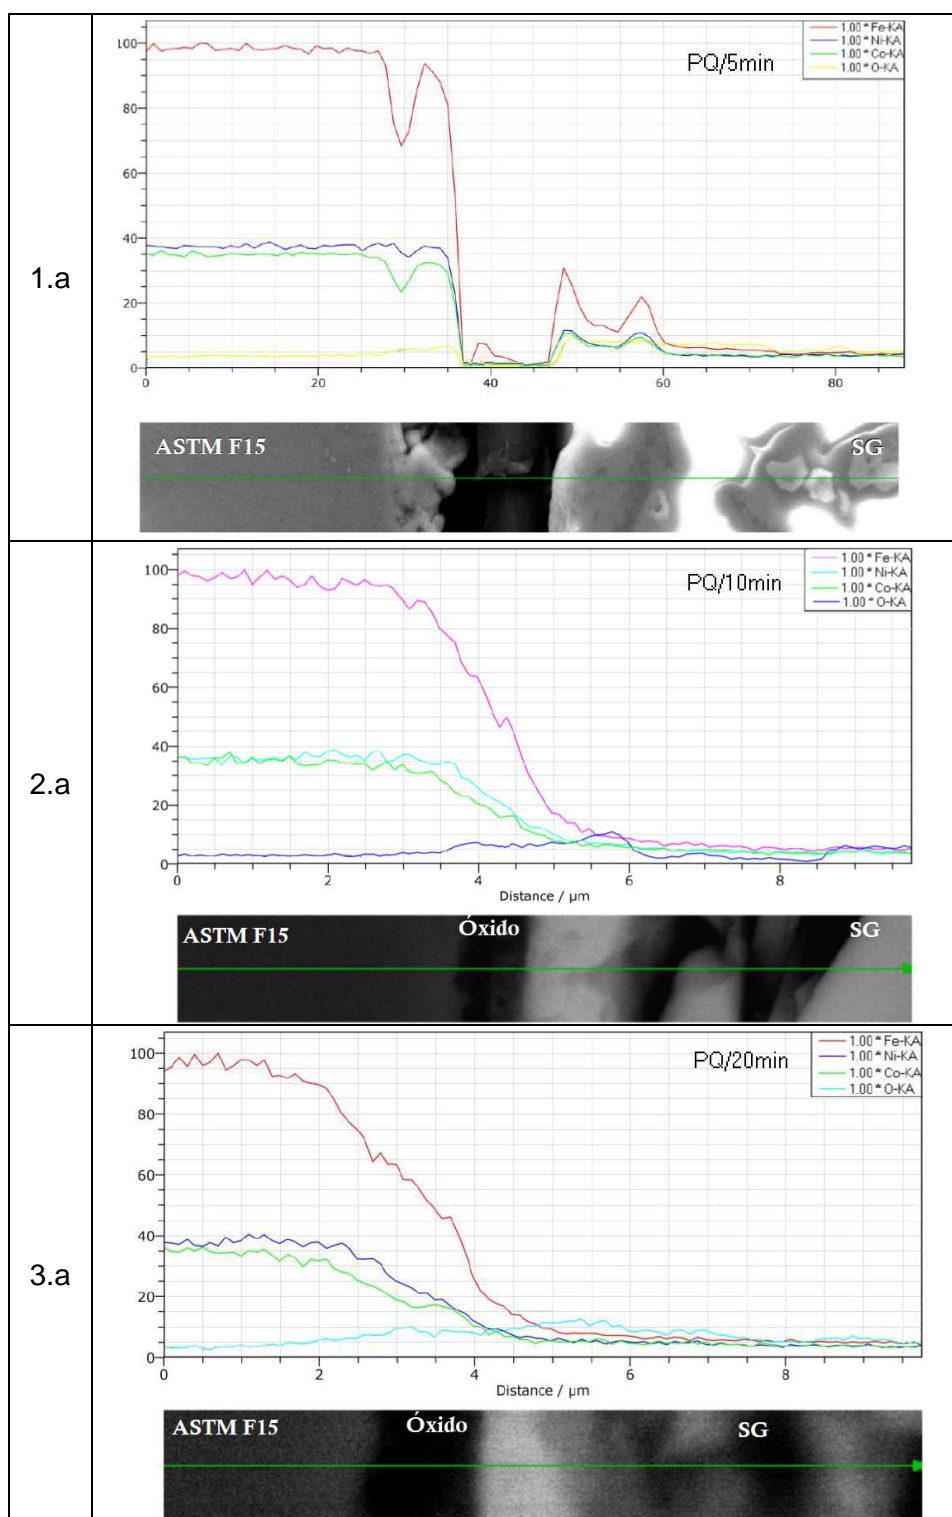 1.a
100
80
60
40
20
0
0 20 40 60 80
PQ/5min
1.00 * Fe-KA
1.00 * Ni-KA
1.00 * Co-KA
1.00 * O-KA
ASTM F15 SG
2.a
100
80
60
40
20
0
0 2 4 6 8
Distance / µm
PQ/10min
1.00 * Fe-KA
1.00 * Ni-KA
1.00 * Co-KA
1.00 * O-KA
ASTM F15 Óxido SG
3.a
100
80
60
40
20
0
0 2 4 6 8
Distance / µm
PQ/20min
1.00 * Fe-KA
1.00 * Ni-KA
1.00 * Co-KA
1.00 * O-KA
ASTM F15 Óxido SG